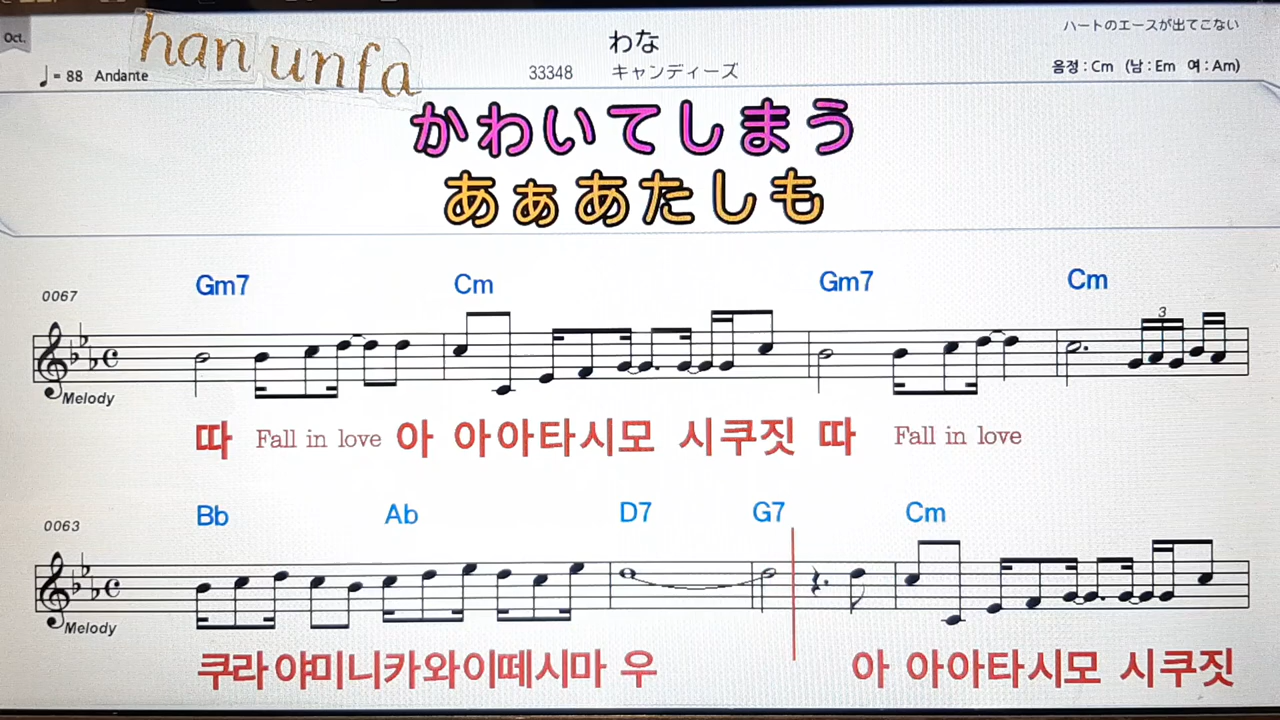 Oct.
han unfa
わな
ハートのエースが出てこない
♩= 88 Andante
33348 キャンディーズ
음정 : Cm (남 : Em 여 : Am)
かわいてしまう
あぁあたしも
Gm7 Cm Gm7 Cm
0067
3
Melody
따 Fall in love 아 아아타시모 시쿠짓 따 Fall in love
Bb Ab D7 G7 Cm
0063
Melody
쿠라야미니카와이떼시마 우 아 아아타시모 시쿠짓